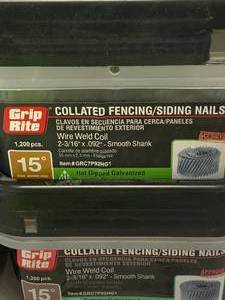 Grip Rite
COLLATED FENCING/SIDING NAILS
CLAVOS EN SECUENCIA PARA CERCA/PANELES
DE REVESTIMIENTO EXTERIOR
1,200 pcs.
Wire Weld Coil
2-3/16" x .092" - Smooth Shank
15°
Hot Dipped Galvanized
Grip Rite
COLLATED FENCING/SIDING NAILS
CLAVOS EN SECUENCIA PARA CERCA/PANELES
DE REVESTIMIENTO EXTERIOR
1,200 pcs.
Wire Weld Coil
2-3/16" x .092" - Smooth Shank
15°